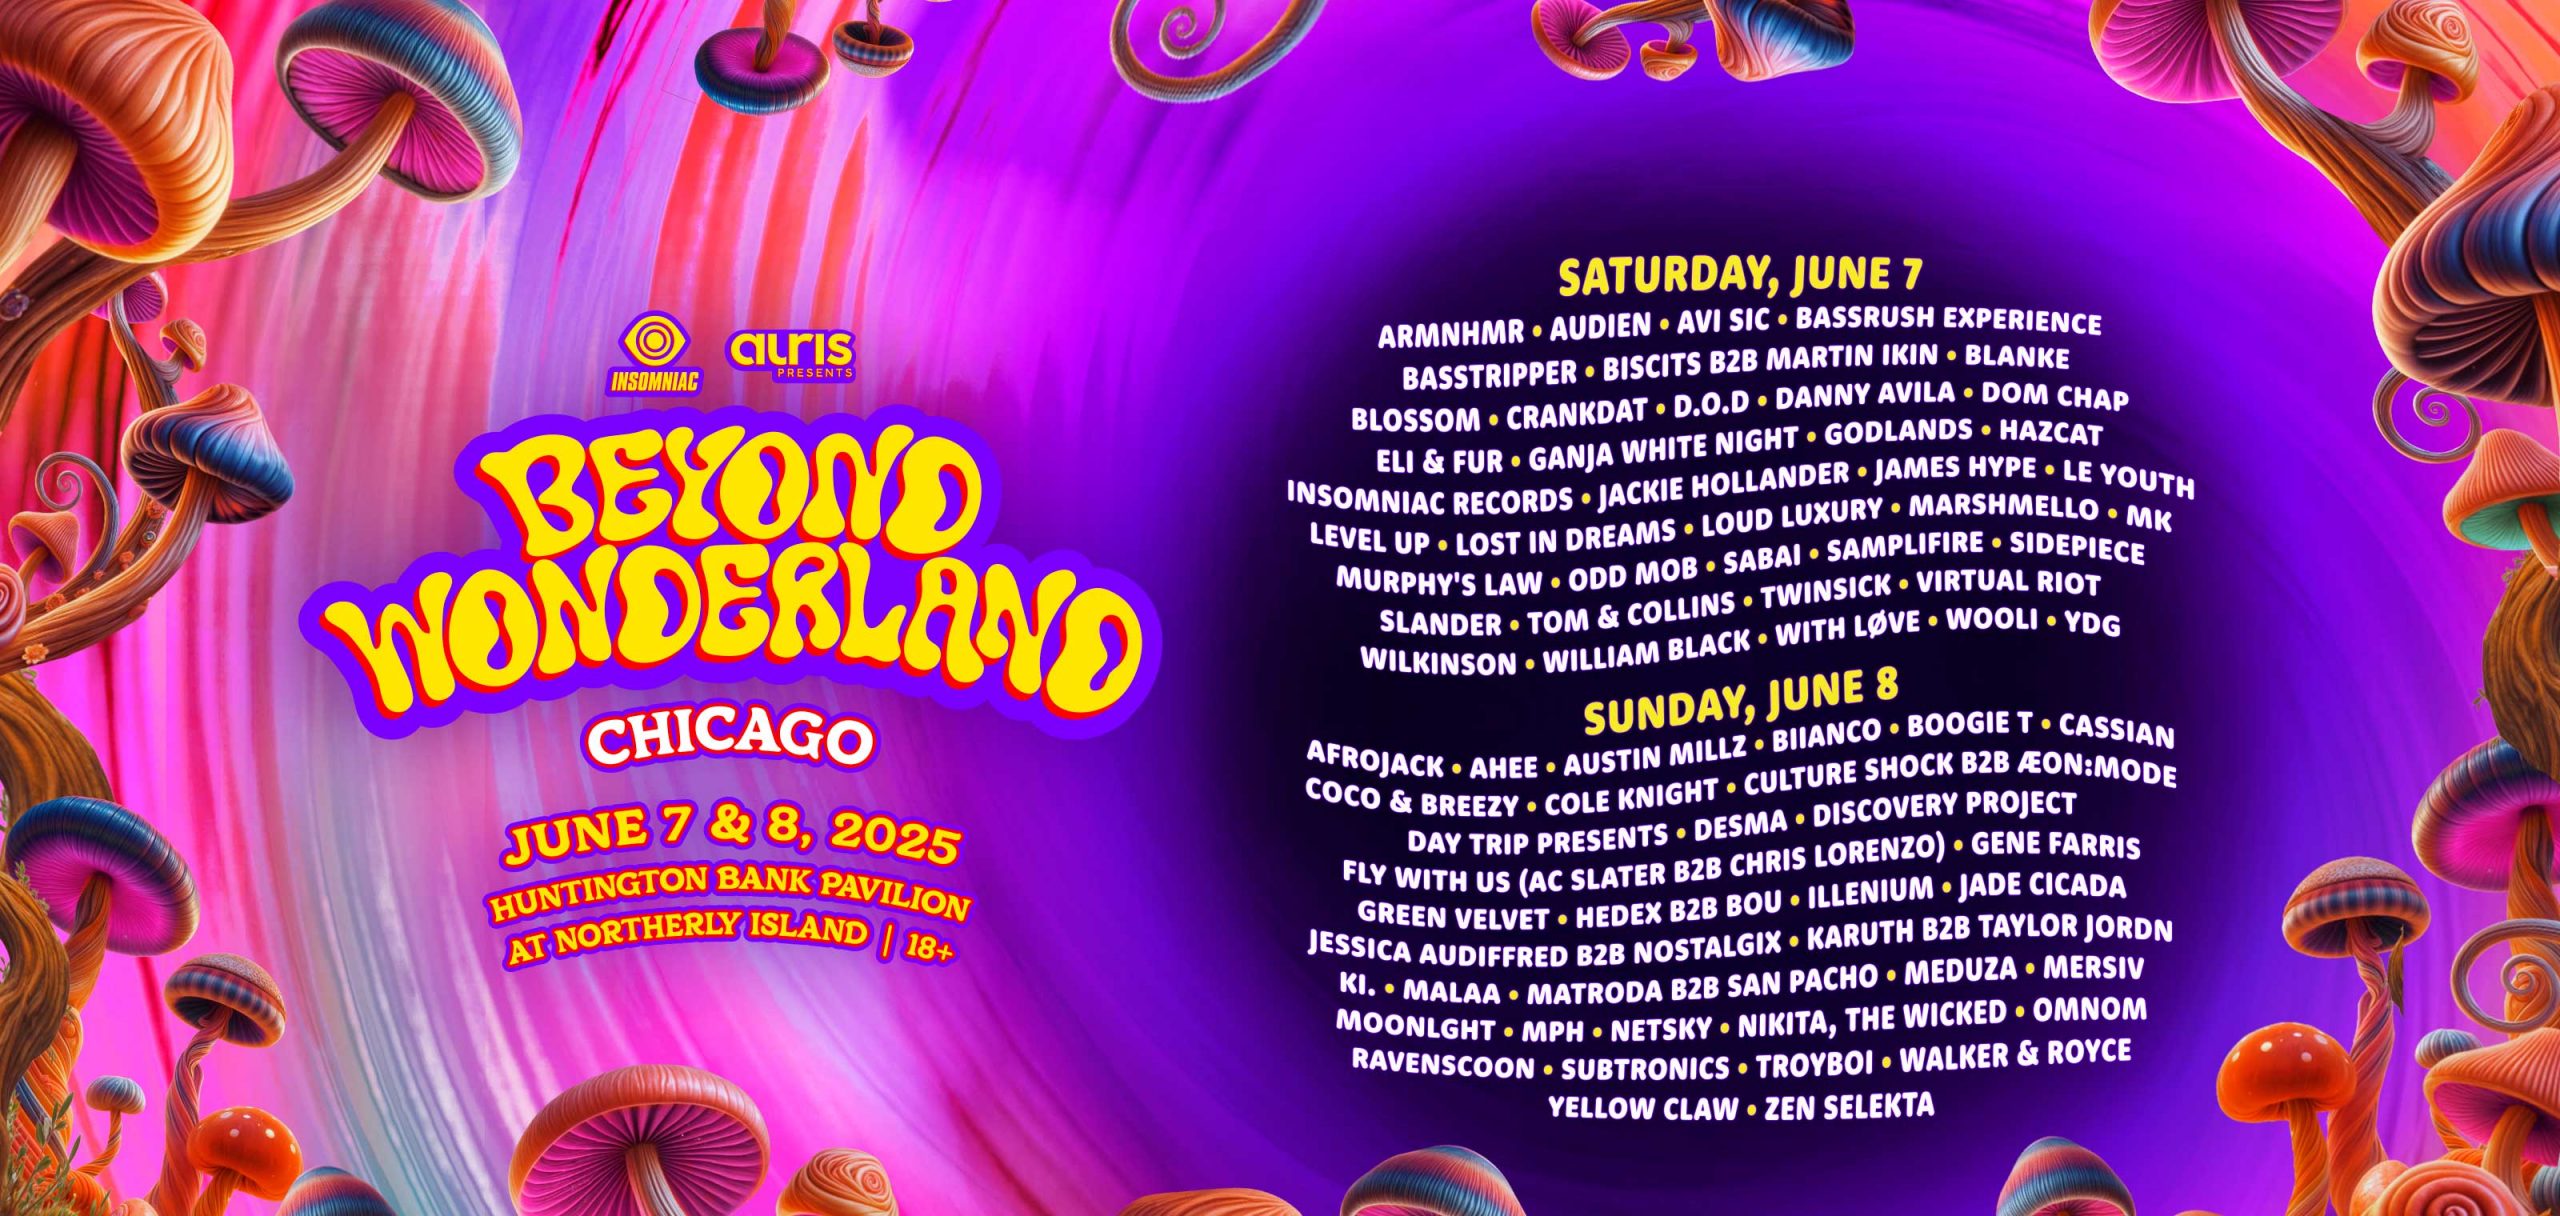 INSOMNIAC
alris
PRESENTS
BEYOND
WONDERLAND
CHICAGO
JUNE 7 & 8, 2025
HUNTINGTON BANK PAVILION
AT NORTHERLY ISLAND | 18+
SATURDAY, JUNE 7
ARMNHMR • AUDIEN • AVI SIC • BASSRUSH EXPERIENCE
BASSTRIPPER • BISCITS B2B MARTIN IKIN • BLANKE
BLOSSOM • CRANKDAT • D.O.D • DANNY AVILA • DOM CHAP
ELI & FUR • GANJA WHITE NIGHT • GODLANDS • HAZCAT
INSOMNIAC RECORDS • JACKIE HOLLANDER • JAMES HYPE • LE YOUTH
LEVEL UP • LOST IN DREAMS • LOUD LUXURY • MARSHMELLO • MK
MURPHY'S LAW • ODD MOB • SABAI • SAMPLIFIRE • SIDEPIECE
SLANDER • TOM & COLLINS • TWINSICK • VIRTUAL RIOT
WILKINSON • WILLIAM BLACK • WITH LØVE • WOOLI • YDG
SUNDAY, JUNE 8
AFROJACK • AHEE • AUSTIN MILLZ • BIIANCO • BOOGIE T • CASSIAN
COCO & BREEZY • COLE KNIGHT • CULTURE SHOCK B2B ÆON:MODE
DAY TRIP PRESENTS • DESMA • DISCOVERY PROJECT
FLY WITH US (AC SLATER B2B CHRIS LORENZO) • GENE FARRIS
GREEN VELVET • HEDEX B2B BOU • ILLENIUM • JADE CICADA
JESSICA AUDIFFRED B2B NOSTALGIX • KARUTH B2B TAYLOR JORDN
KI. • MALAA • MATRODA B2B SAN PACHO • MEDUZA • MERSIV
MOONLGHT • MPH • NETSKY • NIKITA, THE WICKED • OMNOM
RAVENSCOON • SUBTRONICS • TROYBOI • WALKER & ROYCE
YELLOW CLAW • ZEN SELEKTA